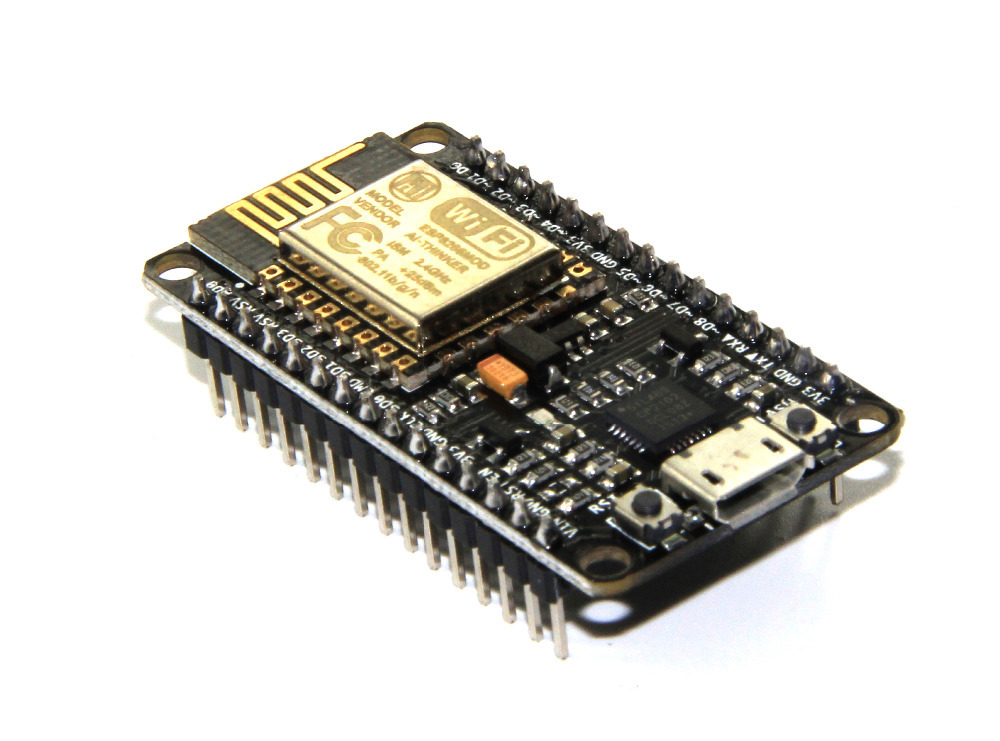 Ai
WiFi
MODEL
VENDOR
ESP8266MOD
AI-THINKER
FC
ISM 2.4GHz
PA +25dBm
802.11b/g/n
D0
~D1
~D2
~D3
~D4
3V3
GND
~D5
~D6
~D7
~D8
RX
TX
GND
3V3
A0
RSV
RSV
SD3
SD2
SD1
CMD
SD0
CLK
GND
3V3
EN
RST
GND
VIN